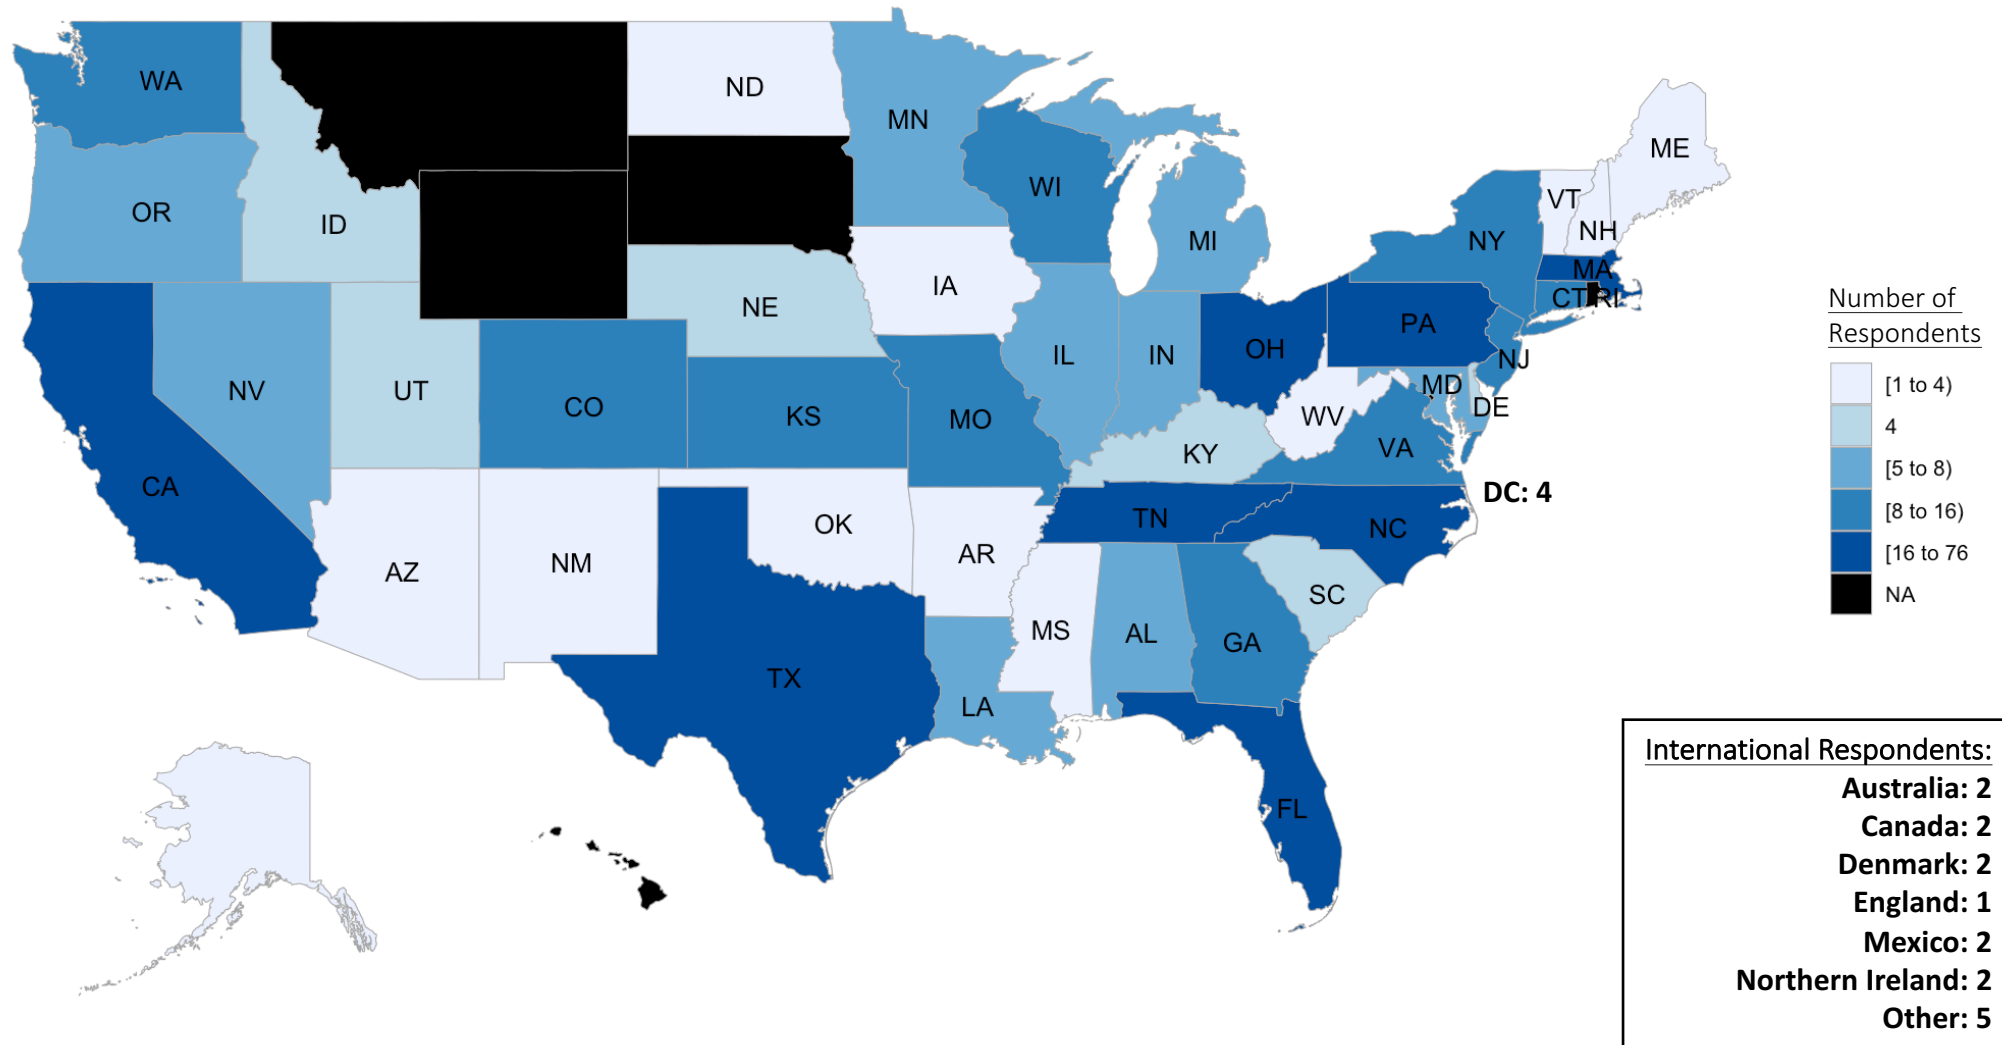 WA
ND
MN
ME
WI
VT
OR
ID
NH
MI
NY
MA
IA
CT
RI
NE
PA
OH
IL
IN
NJ
NV
UT
MD
CO
DE
KS
MO
WV
VA
KY
CA
DC: 4
TN
OK
NC
AR
NM
AZ
SC
MS
AL
GA
TX
LA
FL
Number of
Respondents
[1 to 4)
4
[5 to 8)
[8 to 16)
[16 to 76
NA
International Respondents:
Australia: 2
Canada: 2
Denmark: 2
England: 1
Mexico: 2
Northern Ireland: 2
Other: 5